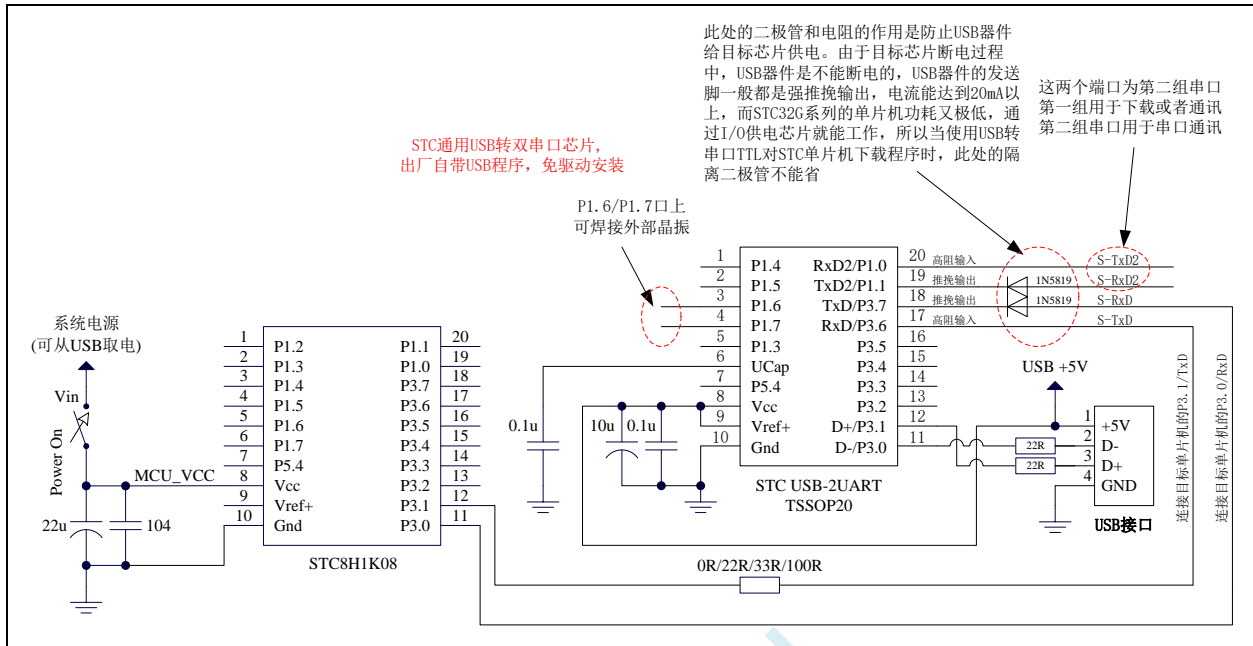 此处的二极管和电阻的作用是防止USB器件
给目标芯片供电。由于目标芯片断电过程
中，USB器件是不能断电的，USB器件的发送
脚一般都是强推挽输出，电流能达到20mA以
上，而STC32G系列的单片机功耗又极低，通
过I/O供电芯片就能工作，所以当使用USB转
串口TTL对STC单片机下载程序时，此处的隔
离二极管不能省
这两个端口为第二组串口
第一组用于下载或者通讯
第二组串口用于串口通讯
STC通用USB转双串口芯片,
出厂自带USB程序，免驱动安装
P1.6/P1.7口上
可焊接外部晶振
系统电源
(可从USB取电)
Vin
Power On
MCU_VCC
22u
104
1 P1.2
2 P1.3
3 P1.4
4 P1.5
5 P1.6
6 P1.7
7 P5.4
8 Vcc
9 Vref+
10 Gnd
P1.1 20
P1.0 19
P3.7 18
P3.6 17
P3.5 16
P3.4 15
P3.3 14
P3.2 13
P3.1 12
P3.0 11
STC8H1K08
0.1u
10u
0.1u
1 P1.4
2 P1.5
3 P1.6
4 P1.7
5 P1.3
6 UCap
7 P5.4
8 Vcc
9 Vref+
10 Gnd
RxD2/P1.0 20 高阻输入 S-TxD2
TxD2/P1.1 19 推挽输出 1N5819 S-RxD2
TxD/P3.7 18 推挽输出 1N5819 S-RxD
RxD/P3.6 17 高阻输入 S-TxD
P3.5 16
P3.4 15
P3.3 14
P3.2 13
D+/P3.1 12
D-/P3.0 11
STC USB-2UART
TSSOP20
USB +5V
22R
22R
1 +5V
2 D-
3 D+
4 GND
USB接口
连接目标单片机的P3.1/TxD
连接目标单片机的P3.0/RxD
0R/22R/33R/100R